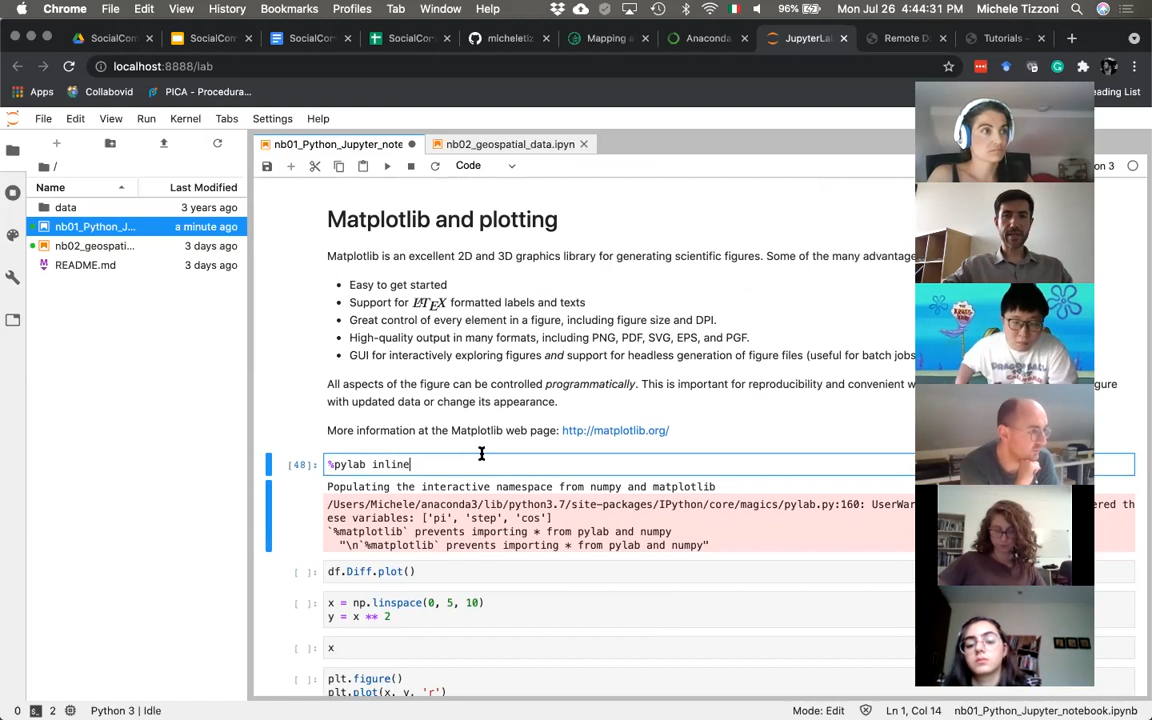 Chrome File Edit View History Bookmarks Profiles Tab Window Help 96% Mon Jul 26 4:44:31 PM Michele Tizzoni
SocialCom SocialCom SocialCom SocialCom Mapping a Anaconda JupyterLa Remote D Tutorials –
localhost:8888/lab
Apps Collabovid PICA - Procedura... eading List
File Edit View Run Kernel Tabs Settings Help
nb01_Python_Jupyter_note nb02_geospatial_data.ipyn
/ Code n 3
Name Last Modified
data 3 years ago
nb01_Python_J... a minute ago
nb02_geospati... 3 days ago
README.md 3 days ago
Matplotlib and plotting
Matplotlib is an excellent 2D and 3D graphics library for generating scientific figures. Some of the many advantage
• Easy to get started
• Support for LATEX formatted labels and texts
• Great control of every element in a figure, including figure size and DPI.
• High-quality output in many formats, including PNG, PDF, SVG, EPS, and PGF.
• GUI for interactively exploring figures and support for headless generation of figure files (useful for batch jobs
All aspects of the figure can be controlled programmatically. This is important for reproducibility and convenient w gure
with updated data or change its appearance.
More information at the Matplotlib web page: http://matplotlib.org/
[48]: %pylab inline
Populating the interactive namespace from numpy and matplotlib
/Users/Michele/anaconda3/lib/python3.7/site-packages/IPython/core/magics/pylab.py:160: UserWar ered th
ese variables: ['pi', 'step', 'cos']
`%matplotlib` prevents importing * from pylab and numpy
"\n`%matplotlib` prevents importing * from pylab and numpy"
[ ]: df.Diff.plot()
[ ]: x = np.linspace(0, 5, 10)
y = x ** 2
[ ]: x
[ ]: plt.figure()
plt.plot(x, y, 'r')
0 2 Python 3 | Idle Mode: Edit Ln 1, Col 14 nb01_Python_Jupyter_notebook.ipynb